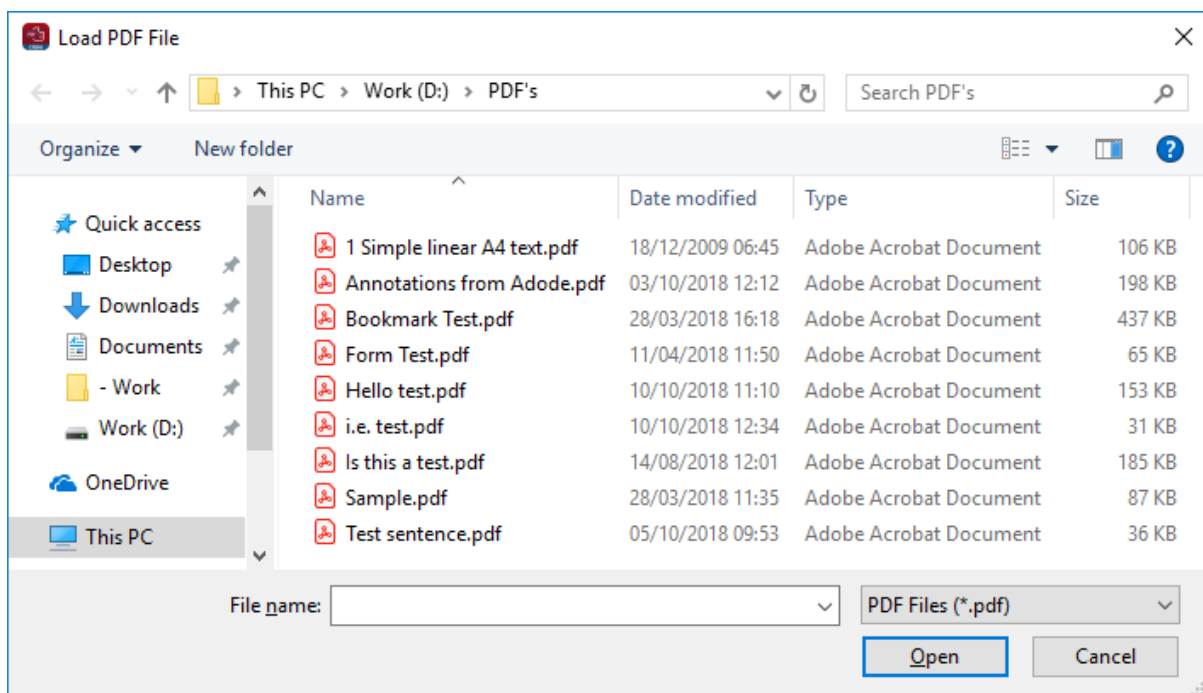 Load PDF File
This PC > Work (D:) > PDF's
Search PDF's
Organize
New folder
Name Date modified Type Size
Quick access
Desktop
Downloads
Documents
- Work
Work (D:)
OneDrive
This PC
1 Simple linear A4 text.pdf 18/12/2009 06:45 Adobe Acrobat Document 106 KB
Annotations from Adode.pdf 03/10/2018 12:12 Adobe Acrobat Document 198 KB
Bookmark Test.pdf 28/03/2018 16:18 Adobe Acrobat Document 437 KB
Form Test.pdf 11/04/2018 11:50 Adobe Acrobat Document 65 KB
Hello test.pdf 10/10/2018 11:10 Adobe Acrobat Document 153 KB
i.e. test.pdf 10/10/2018 12:34 Adobe Acrobat Document 31 KB
Is this a test.pdf 14/08/2018 12:01 Adobe Acrobat Document 185 KB
Sample.pdf 28/03/2018 11:35 Adobe Acrobat Document 87 KB
Test sentence.pdf 05/10/2018 09:53 Adobe Acrobat Document 36 KB
File name:
PDF Files (*.pdf)
Open
Cancel